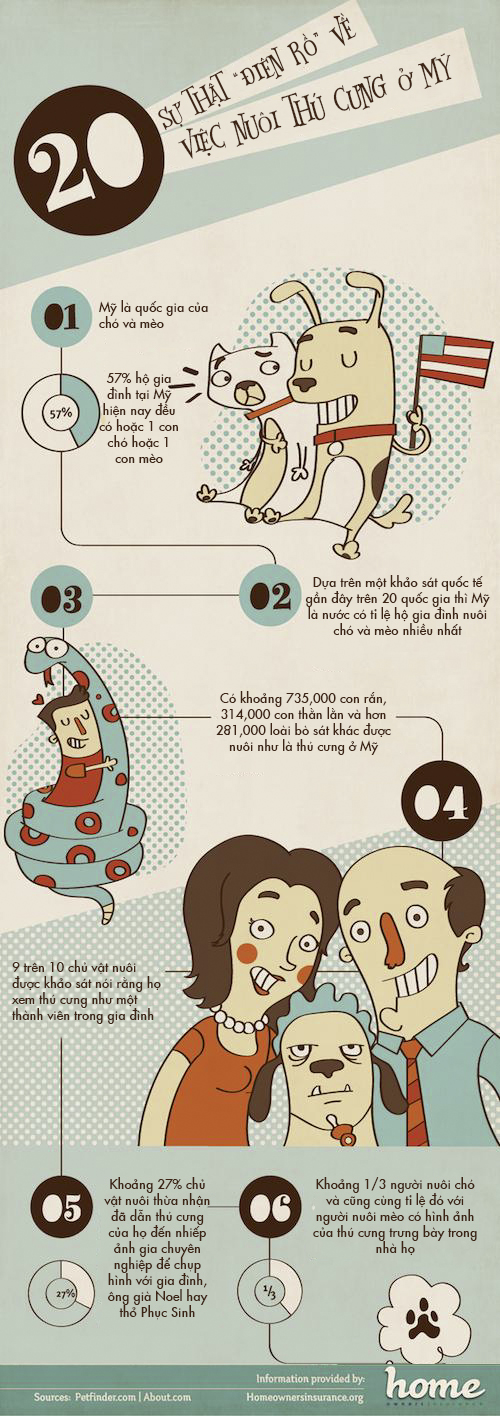 20
SỰ THẬT "ĐIÊN RỒ" VỀ
VIỆC NUÔI THÚ CƯNG Ở MỸ
01
Mỹ là quốc gia của
chó và mèo
57%
57% hộ gia
đình tại Mỹ
hiện nay đều
có hoặc 1 con
chó hoặc 1
con mèo
02
Dựa trên một khảo sát quốc tế
gần đây trên 20 quốc gia thì Mỹ
là nước có tỉ lệ hộ gia đình nuôi
chó và mèo nhiều nhất
03
Có khoảng 735,000 con rắn,
314,000 con thằn lằn và hơn
281,000 loài bò sát khác được
nuôi như là thú cưng ở Mỹ
04
9 trên 10 chủ vật nuôi
được khảo sát nói rằng họ
xem thú cưng như một
thành viên trong gia đình
05
Khoảng 27% chủ
vật nuôi thừa nhận
đã dẫn thú cưng
của họ đến nhiếp
ảnh gia chuyên
nghiệp để chụp
hình với gia đình,
ông già Noel hay
thỏ Phục Sinh
27%
06
Khoảng 1/3 người nuôi chó
và cũng cùng tỉ lệ đó với
người nuôi mèo có hình ảnh
của thú cưng trưng bày trong
nhà họ
1/3
Sources: Petfinder.com | About.com
Information provided by:
Homeownersinsurance.org
home
ownersinsurance